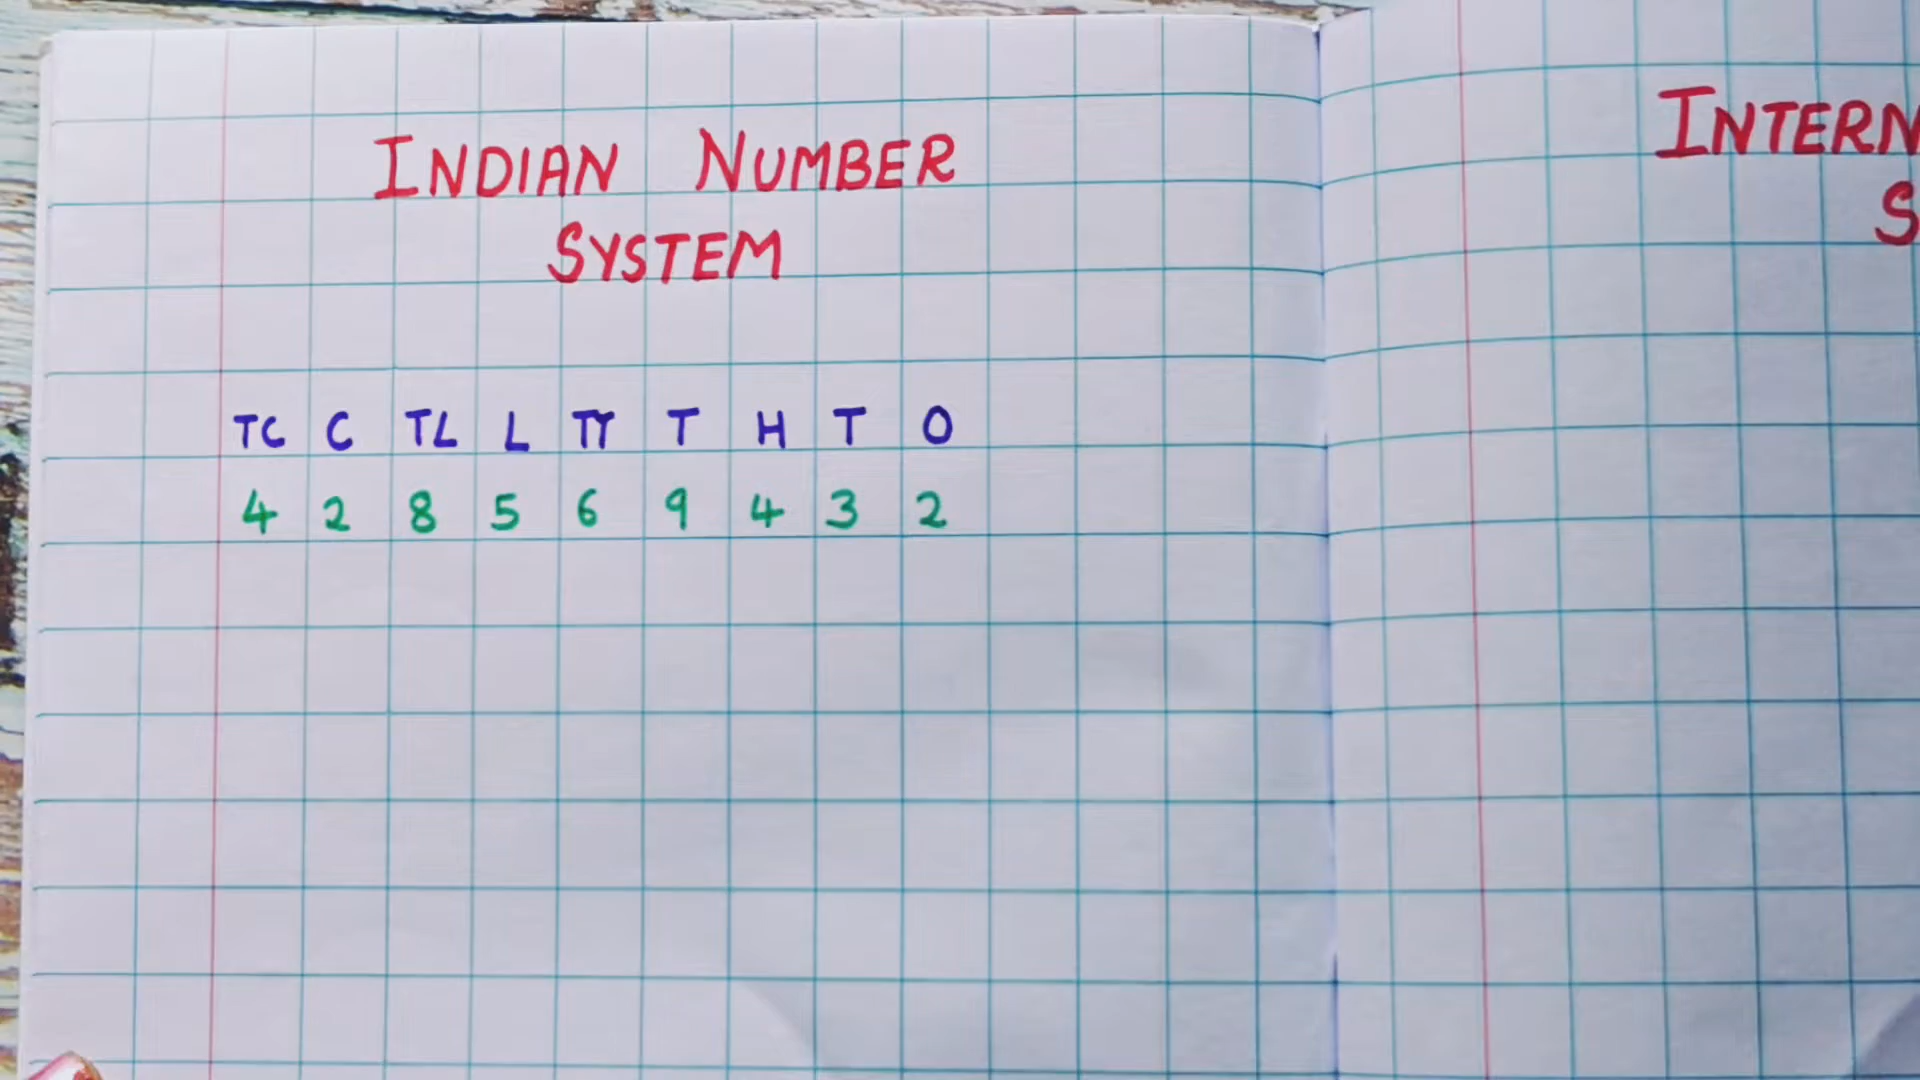 INDIAN NUMBER
SYSTEM
TC C TL L TT T H T O
4 2 8 5 6 9 4 3 2
INTERN
S